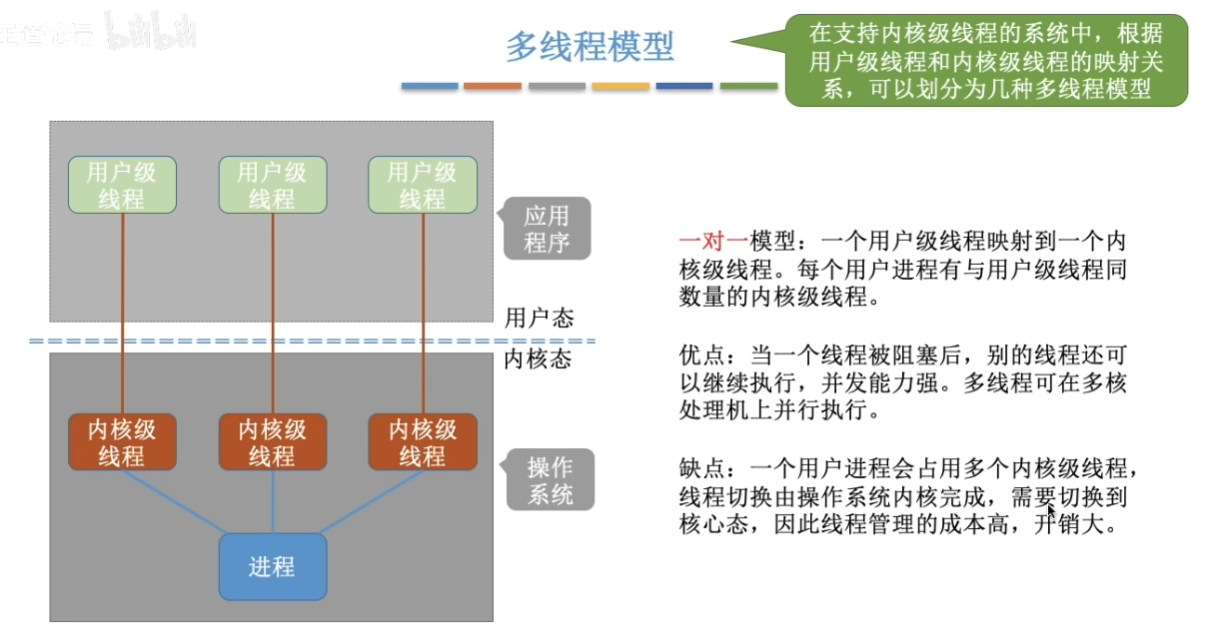 王道论坛 bilibili
多线程模型
在支持内核级线程的系统中，根据
用户级线程和内核级线程的映射关
系，可以划分为几种多线程模型
用户级
线程
用户级
线程
用户级
线程
应用
程序
用户态
内核态
内核级
线程
内核级
线程
内核级
线程
操作
系统
进程
一对一模型：一个用户级线程映射到一个内
核级线程。每个用户进程有与用户级线程同
数量的内核级线程。
优点：当一个线程被阻塞后，别的线程还可
以继续执行，并发能力强。多线程可在多核
处理机上并行执行。
缺点：一个用户进程会占用多个内核级线程，
线程切换由操作系统内核完成，需要切换到
核心态，因此线程管理的成本高，开销大。